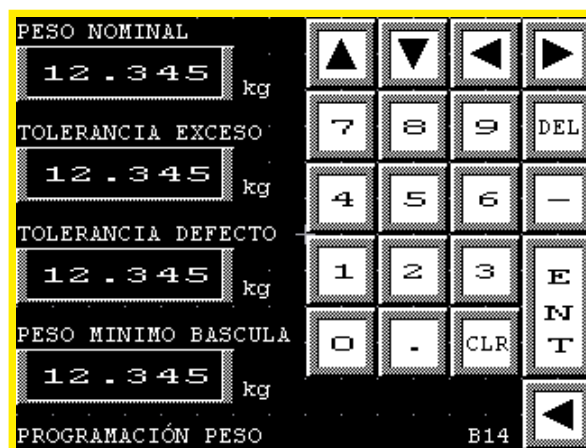 PESO NOMINAL
12.345 kg
TOLERANCIA EXCESO
12.345 kg
TOLERANCIA DEFECTO
12.345 kg
PESO MINIMO BASCULA
12.345 kg
PROGRAMACIÓN PESO
▲ ▼ ◀ ▶
7 8 9 DEL
4 5 6 —
1 2 3 ENT
0 . CLR
◀
B14